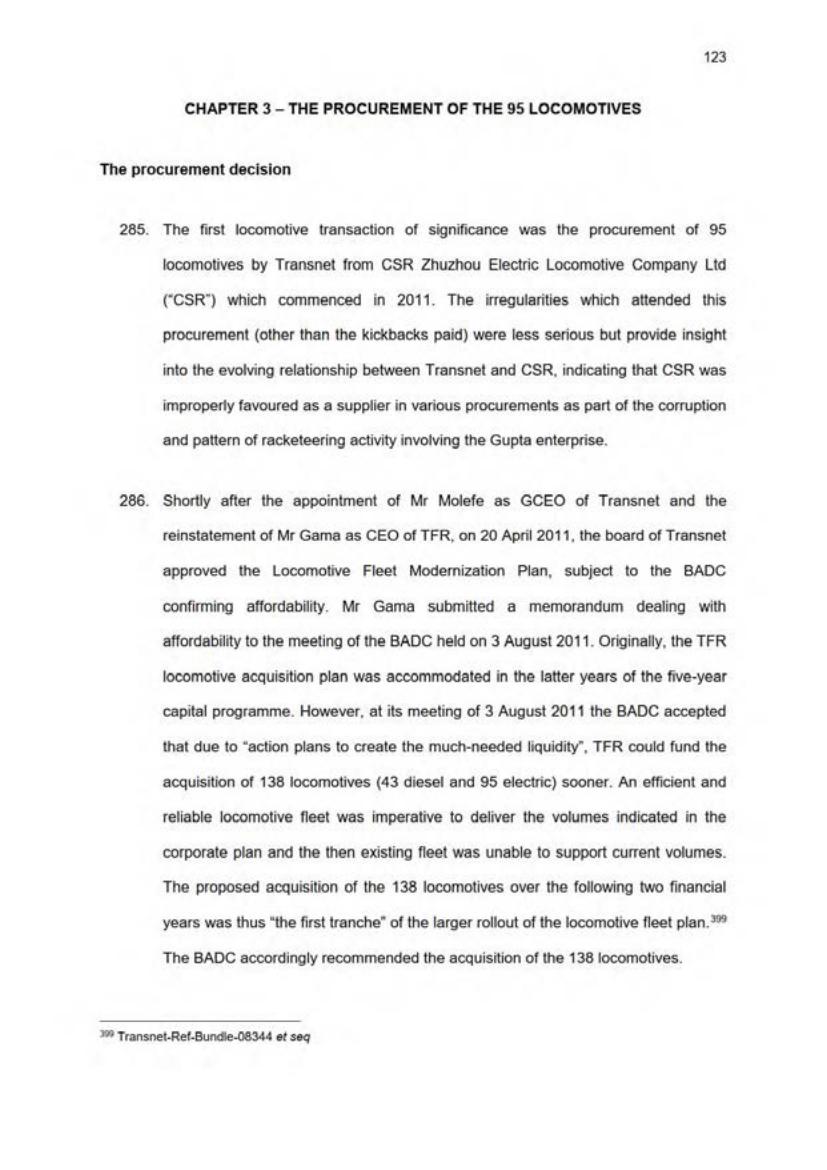 123
CHAPTER 3 – THE PROCUREMENT OF THE 95 LOCOMOTIVES
The procurement decision
285. The first locomotive transaction of significance was the procurement of 95
locomotives by Transnet from CSR Zhuzhou Electric Locomotive Company Ltd
("CSR") which commenced in 2011. The irregularities which attended this
procurement (other than the kickbacks paid) were less serious but provide insight
into the evolving relationship between Transnet and CSR, indicating that CSR was
improperly favoured as a supplier in various procurements as part of the corruption
and pattern of racketeering activity involving the Gupta enterprise.
286. Shortly after the appointment of Mr Molefe as GCEO of Transnet and the
reinstatement of Mr Gama as CEO of TFR, on 20 April 2011, the board of Transnet
approved the Locomotive Fleet Modernization Plan, subject to the BADC
confirming affordability. Mr Gama submitted a memorandum dealing with
affordability to the meeting of the BADC held on 3 August 2011. Originally, the TFR
locomotive acquisition plan was accommodated in the latter years of the five-year
capital programme. However, at its meeting of 3 August 2011 the BADC accepted
that due to "action plans to create the much-needed liquidity", TFR could fund the
acquisition of 138 locomotives (43 diesel and 95 electric) sooner. An efficient and
reliable locomotive fleet was imperative to deliver the volumes indicated in the
corporate plan and the then existing fleet was unable to support current volumes.
The proposed acquisition of the 138 locomotives over the following two financial
years was thus "the first tranche" of the larger rollout of the locomotive fleet plan.399
The BADC accordingly recommended the acquisition of the 138 locomotives.
399 Transnet-Ref-Bundle-08344 et seq